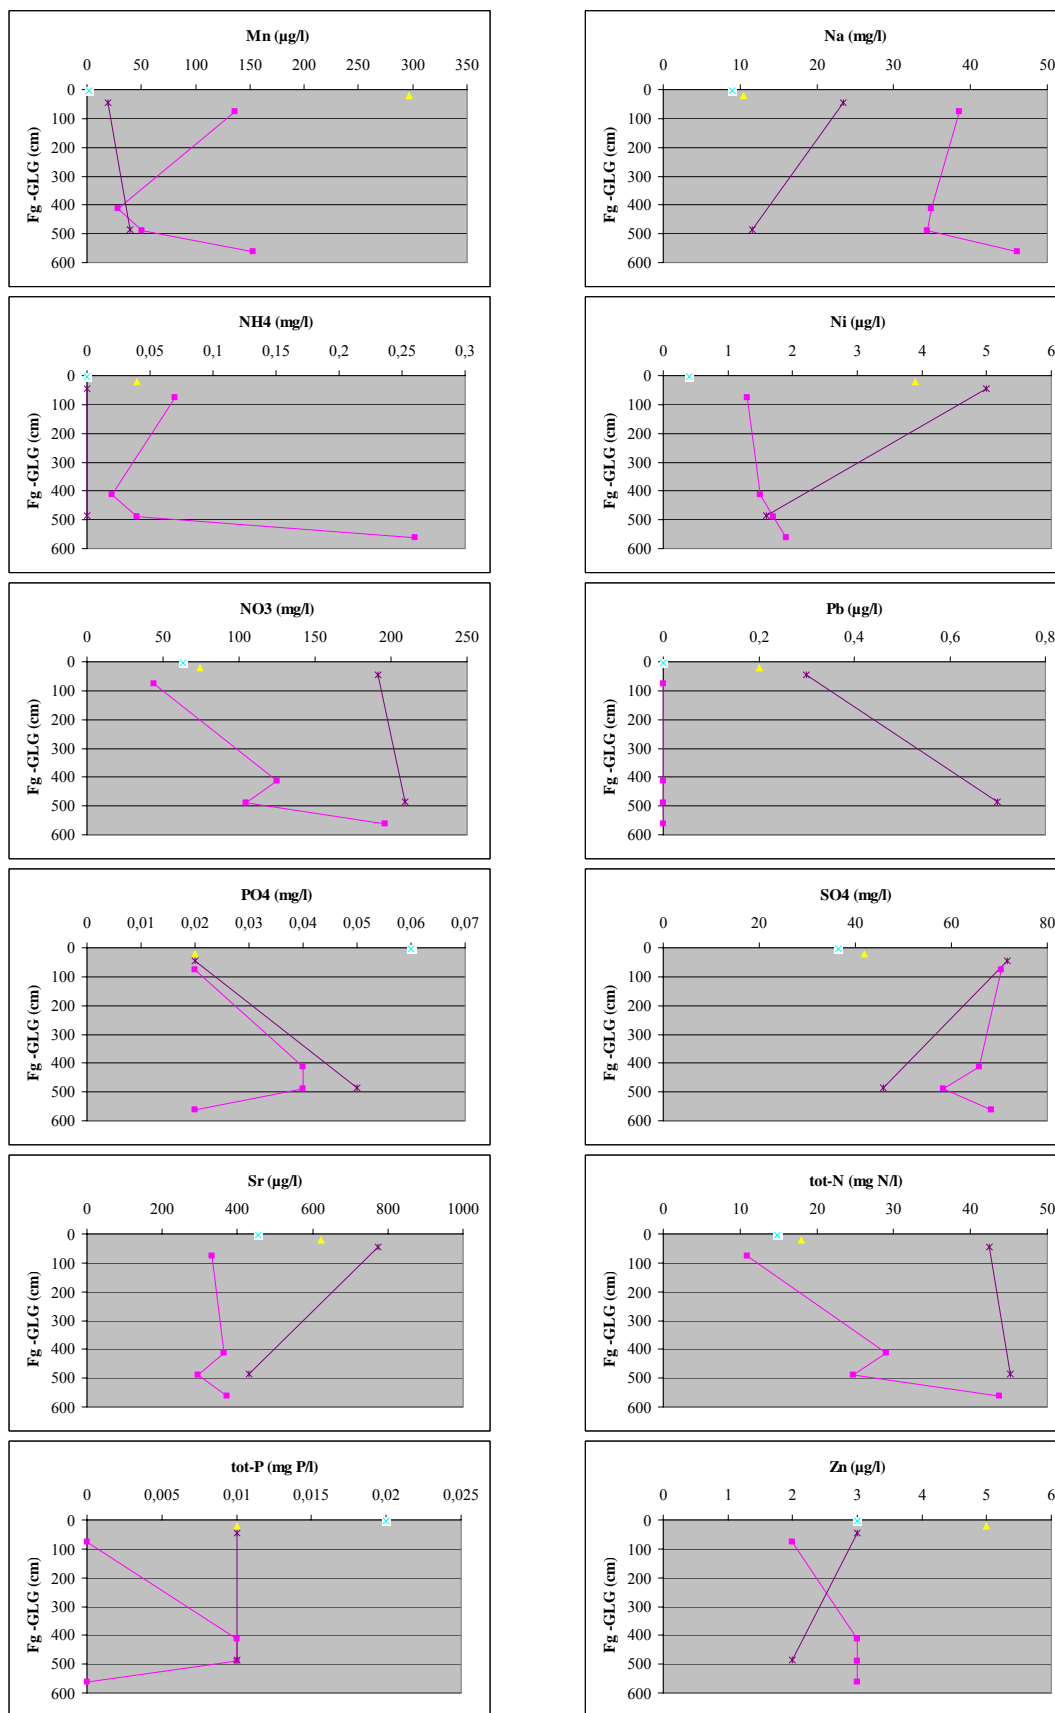 Mn (µg/l)
0 50 100 150 200 250 300 350
0
100
200
300
400
500
600
Fg -GLG (cm)
Na (mg/l)
0 10 20 30 40 50
0
100
200
300
400
500
600
Fg -GLG (cm)
NH4 (mg/l)
0 0,05 0,1 0,15 0,2 0,25 0,3
0
100
200
300
400
500
600
Fg -GLG (cm)
Ni (µg/l)
0 1 2 3 4 5 6
0
100
200
300
400
500
600
Fg -GLG (cm)
NO3 (mg/l)
0 50 100 150 200 250
0
100
200
300
400
500
600
Fg -GLG (cm)
Pb (µg/l)
0 0,2 0,4 0,6 0,8
0
100
200
300
400
500
600
Fg -GLG (cm)
PO4 (mg/l)
0 0,01 0,02 0,03 0,04 0,05 0,06 0,07
0
100
200
300
400
500
600
Fg -GLG (cm)
SO4 (mg/l)
0 20 40 60 80
0
100
200
300
400
500
600
Fg -GLG (cm)
Sr (µg/l)
0 200 400 600 800 1000
0
100
200
300
400
500
600
Fg -GLG (cm)
tot-N (mg N/l)
0 10 20 30 40 50
0
100
200
300
400
500
600
Fg -GLG (cm)
tot-P (mg P/l)
0 0,005 0,01 0,015 0,02 0,025
0
100
200
300
400
500
600
Fg -GLG (cm)
Zn (µg/l)
0 1 2 3 4 5 6
0
100
200
300
400
500
600
Fg -GLG (cm)